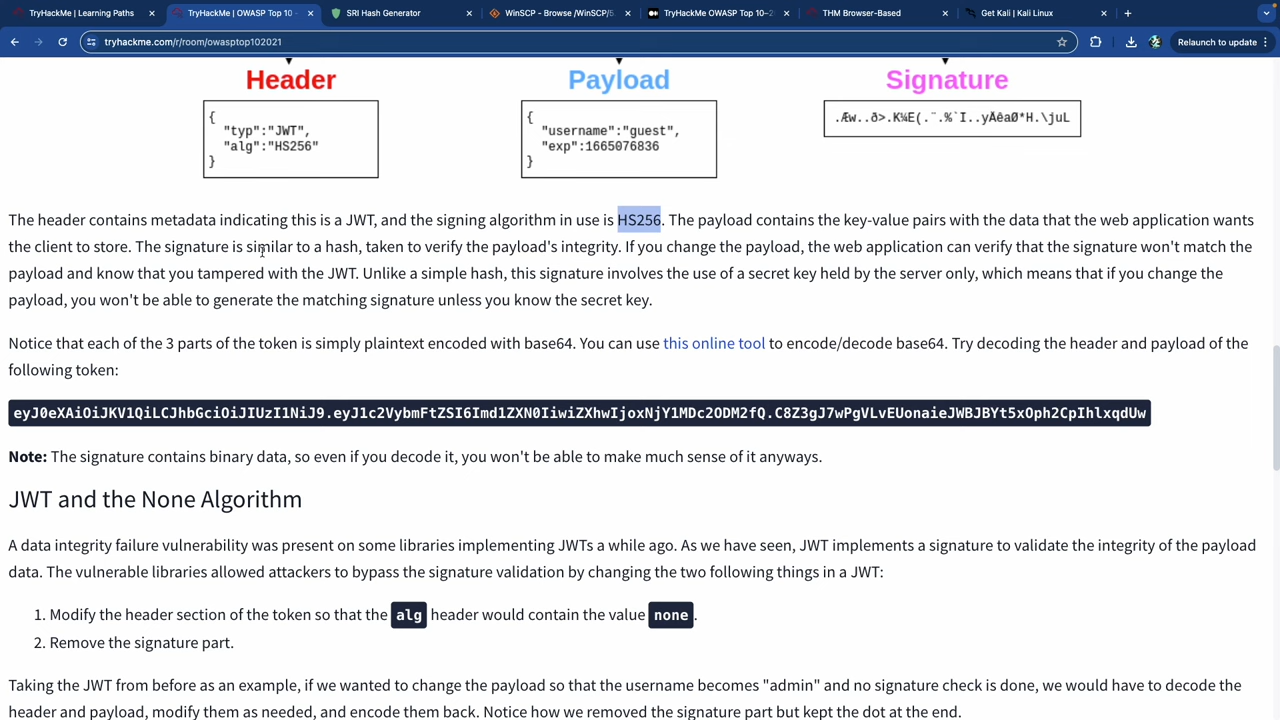 TryHackMe | Learning Paths
TryHackMe | OWASP Top 10 -
SRI Hash Generator
WinSCP - Browse /WinSCP/5.
TryHackMe OWASP Top 10–2
THM Browser-Based
Get Kali | Kali Linux
tryhackme.com/r/room/owasptop102021
Relaunch to update
Header
Payload
Signature
{
"typ":"JWT",
"alg":"HS256"
}
{
"username":"guest",
"exp":1665076836
}
.Æw..ð>.K¼E(.¨.%`I..yÄêaØ*H.\juL
The header contains metadata indicating this is a JWT, and the signing algorithm in use is HS256. The payload contains the key-value pairs with the data that the web application wants
the client to store. The signature is similar to a hash, taken to verify the payload's integrity. If you change the payload, the web application can verify that the signature won't match the
payload and know that you tampered with the JWT. Unlike a simple hash, this signature involves the use of a secret key held by the server only, which means that if you change the
payload, you won't be able to generate the matching signature unless you know the secret key.
Notice that each of the 3 parts of the token is simply plaintext encoded with base64. You can use this online tool to encode/decode base64. Try decoding the header and payload of the
following token:
eyJ0eXAiOiJKV1QiLCJhbGciOiJIUzI1NiJ9.eyJ1c2VybmFtZSI6Imd1ZXN0IiwiZXhwIjoxNjY1MDc2ODM2fQ.C8Z3gJ7wPgVLvEUonaieJWBJBYt5xOph2CpIhlxqdUw
Note: The signature contains binary data, so even if you decode it, you won't be able to make much sense of it anyways.
JWT and the None Algorithm
A data integrity failure vulnerability was present on some libraries implementing JWTs a while ago. As we have seen, JWT implements a signature to validate the integrity of the payload
data. The vulnerable libraries allowed attackers to bypass the signature validation by changing the two following things in a JWT:
1. Modify the header section of the token so that the alg header would contain the value none.
2. Remove the signature part.
Taking the JWT from before as an example, if we wanted to change the payload so that the username becomes "admin" and no signature check is done, we would have to decode the
header and payload, modify them as needed, and encode them back. Notice how we removed the signature part but kept the dot at the end.